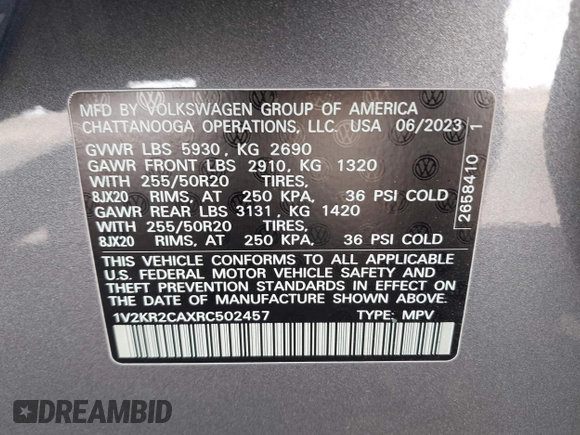 MFD BY VOLKSWAGEN GROUP OF AMERICA
CHATTANOOGA OPERATIONS, LLC. USA 06/2023
GVWR LBS 5930 , KG 2690
GAWR FRONT LBS 2910, KG 1320
WITH 255/50R20 TIRES,
8JX20 RIMS, AT 250 KPA, 36 PSI COLD
GAWR REAR LBS 3131 , KG 1420
WITH 255/50R20 TIRES,
8JX20 RIMS, AT 250 KPA, 36 PSI COLD
THIS VEHICLE CONFORMS TO ALL APPLICABLE
U.S. FEDERAL MOTOR VEHICLE SAFETY AND
THEFT PREVENTION STANDARDS IN EFFECT ON THE
DATE OF MANUFACTURE SHOWN ABOVE.
1V2KR2CAXRC502457 TYPE: MPV
2658410 1
DREAMBID